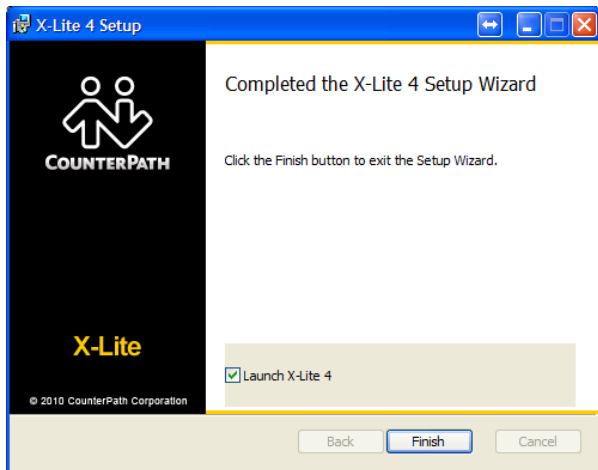 X-Lite 4 Setup
Completed the X-Lite 4 Setup Wizard
COUNTERPATH
Click the Finish button to exit the Setup Wizard.
X-Lite
Launch X-Lite 4
© 2010 CounterPath Corporation
Back
Finish
Cancel